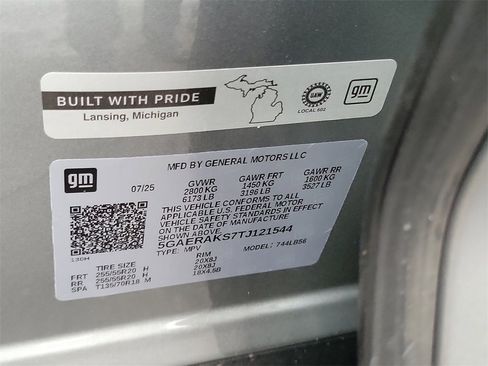 BUILT WITH PRIDE
Lansing, Michigan
UAW
LOCAL 602
gm
gm
MFD BY GENERAL MOTORS LLC
07/25
GVWR GAWR FRT GAWR RR
2800 KG 1450 KG 1600 KG
6173 LB 3196 LB 3527 LB
THIS VEHICLE CONFORMS TO ALL
APPLICABLE U.S. FEDERAL MOTOR
VEHICLE SAFETY STANDARDS IN EFFECT
ON THE DATE OF MANUFACTURE
SHOWN ABOVE.
5GAERAKS7TJ121544
TYPE: MPV MODEL: 744LB56
TIRE SIZE RIM
FRT 255/55R20 H 20X8J
RR 255/55R20 H 20X8J
SPA T135/70R18 M 18X4.5B